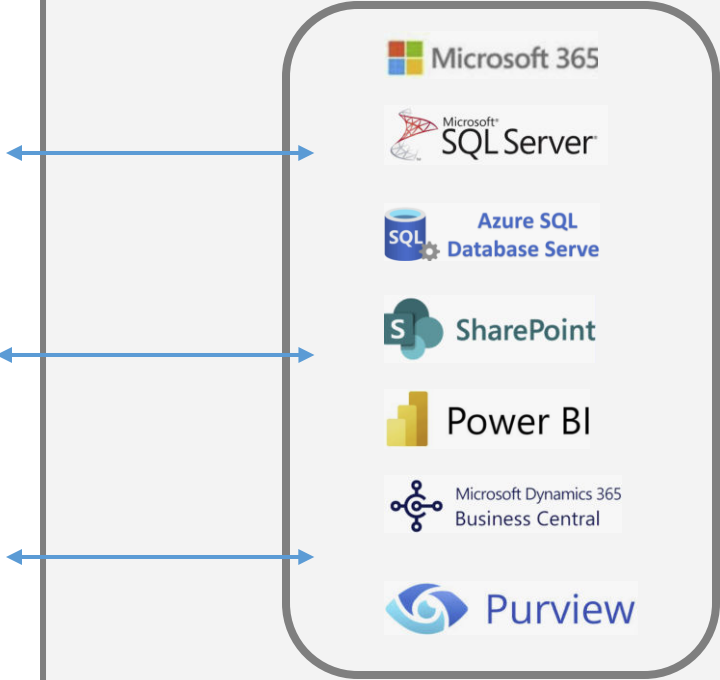 Microsoft 365
Microsoft®
SQL Server®
SQL
Azure SQL
Database Serve
S
SharePoint
Power BI
Microsoft Dynamics 365
Business Central
Purview